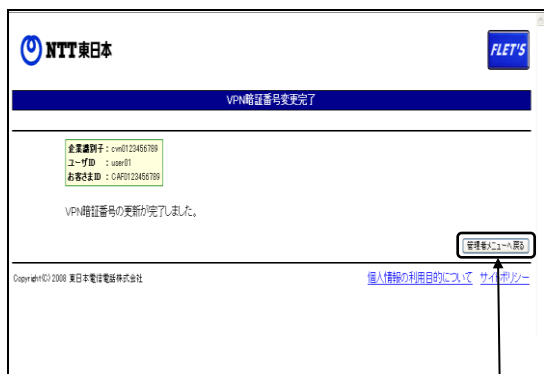 NTT東日本
FLET'S
VPN暗証番号変更完了
企業識別子：cvn0123456789
ユーザID ：user01
お客さまID ：CAF0123456789
VPN暗証番号の更新が完了しました。
管理者メニューへ戻る
Copyright(C) 2008 東日本電信電話株式会社
個人情報の利用目的について サイトポリシー